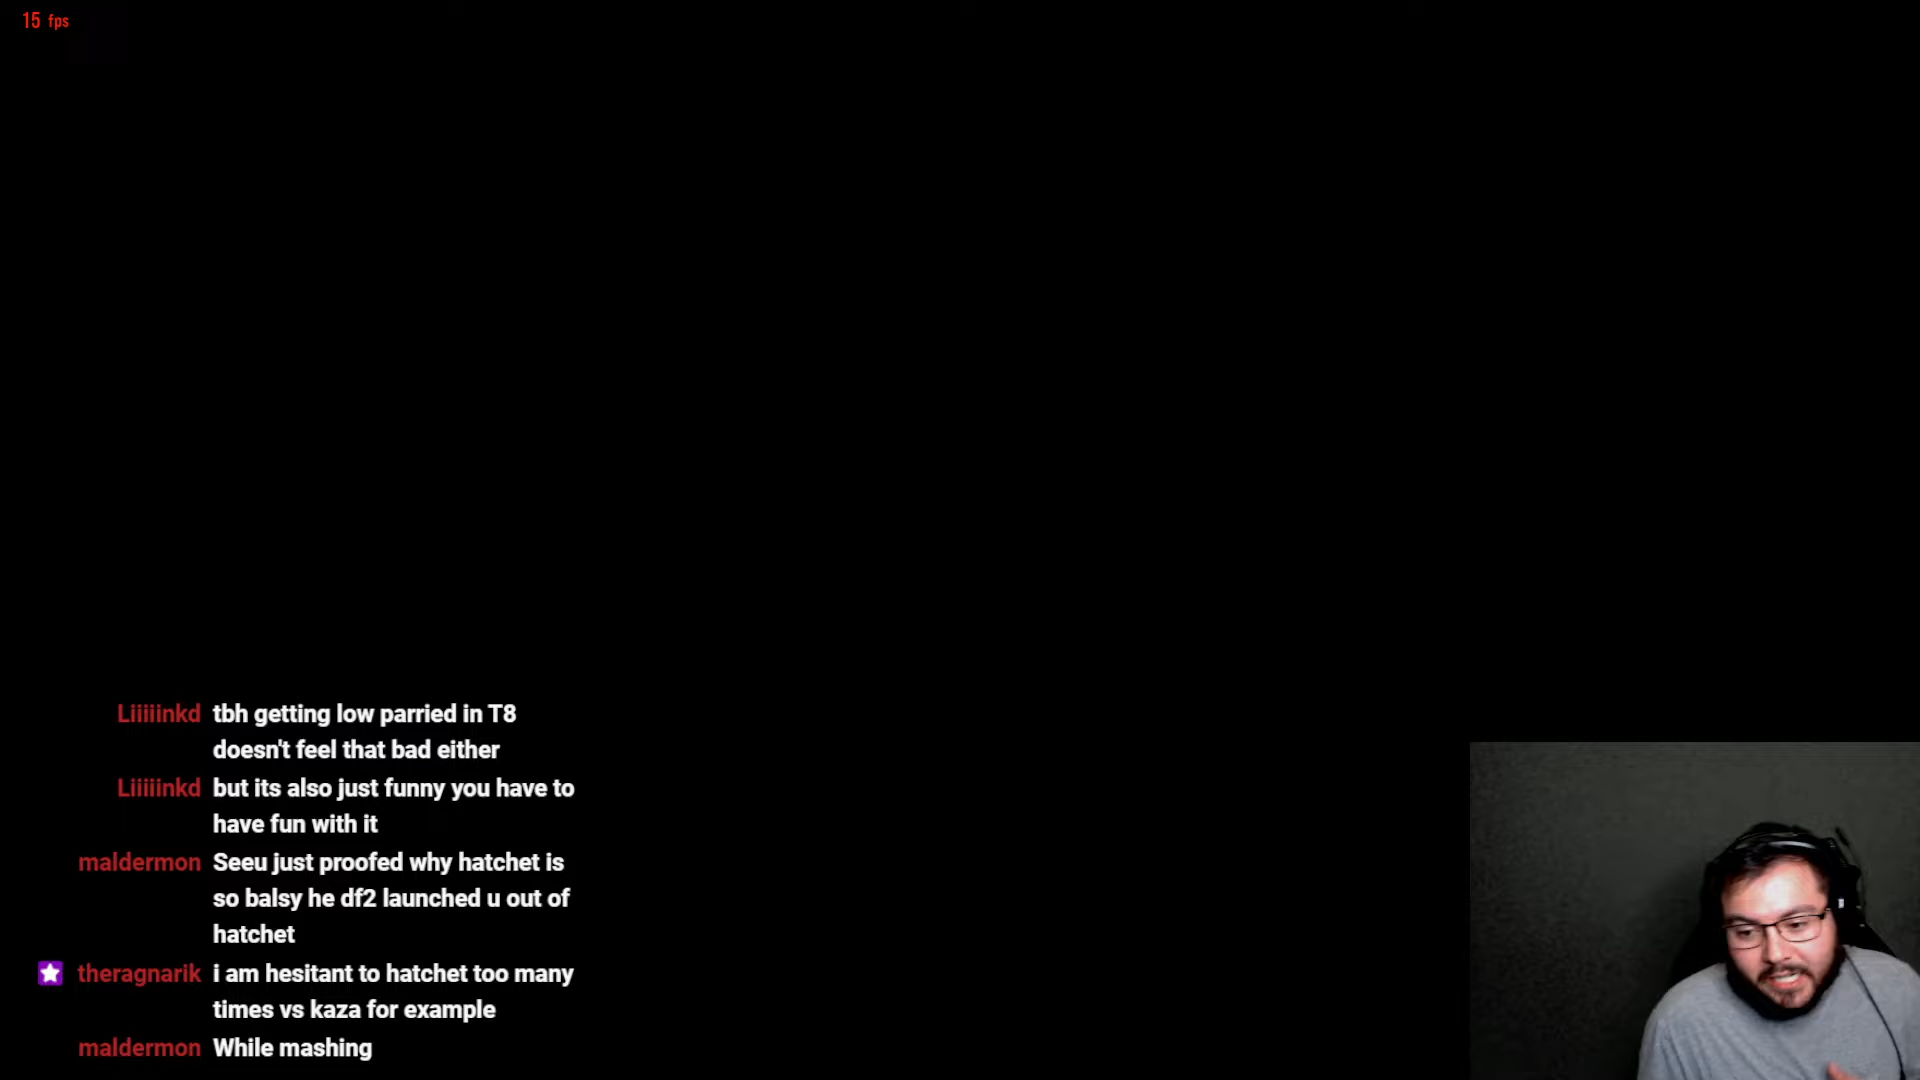 15 fps
Liiiiinkd tbh getting low parried in T8
doesn't feel that bad either
Liiiiinkd but its also just funny you have to
have fun with it
maldermon Seeu just proofed why hatchet is
so balsy he df2 launched u out of
hatchet
theragnarik i am hesitant to hatchet too many
times vs kaza for example
maldermon While mashing